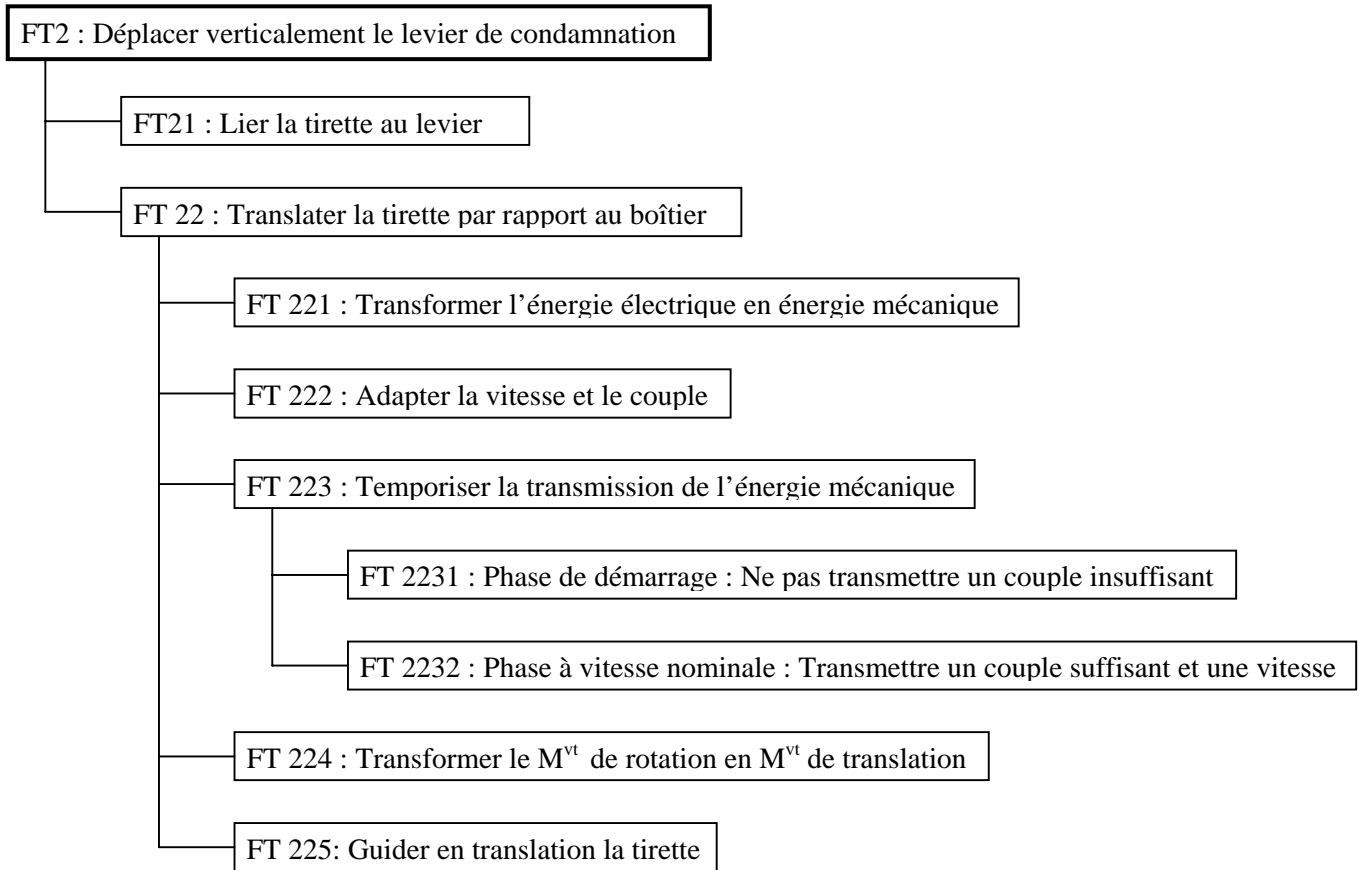 FT2 : Déplacer verticalement le levier de condamnation
FT21 : Lier la tirette au levier
FT 22 : Translater la tirette par rapport au boîtier
FT 221 : Transformer l’énergie électrique en énergie mécanique
FT 222 : Adapter la vitesse et le couple
FT 223 : Temporiser la transmission de l’énergie mécanique
FT 2231 : Phase de démarrage : Ne pas transmettre un couple insuffisant
FT 2232 : Phase à vitesse nominale : Transmettre un couple suffisant et une vitesse
FT 224 : Transformer le Mvt de rotation en Mvt de translation
FT 225: Guider en translation la tirette